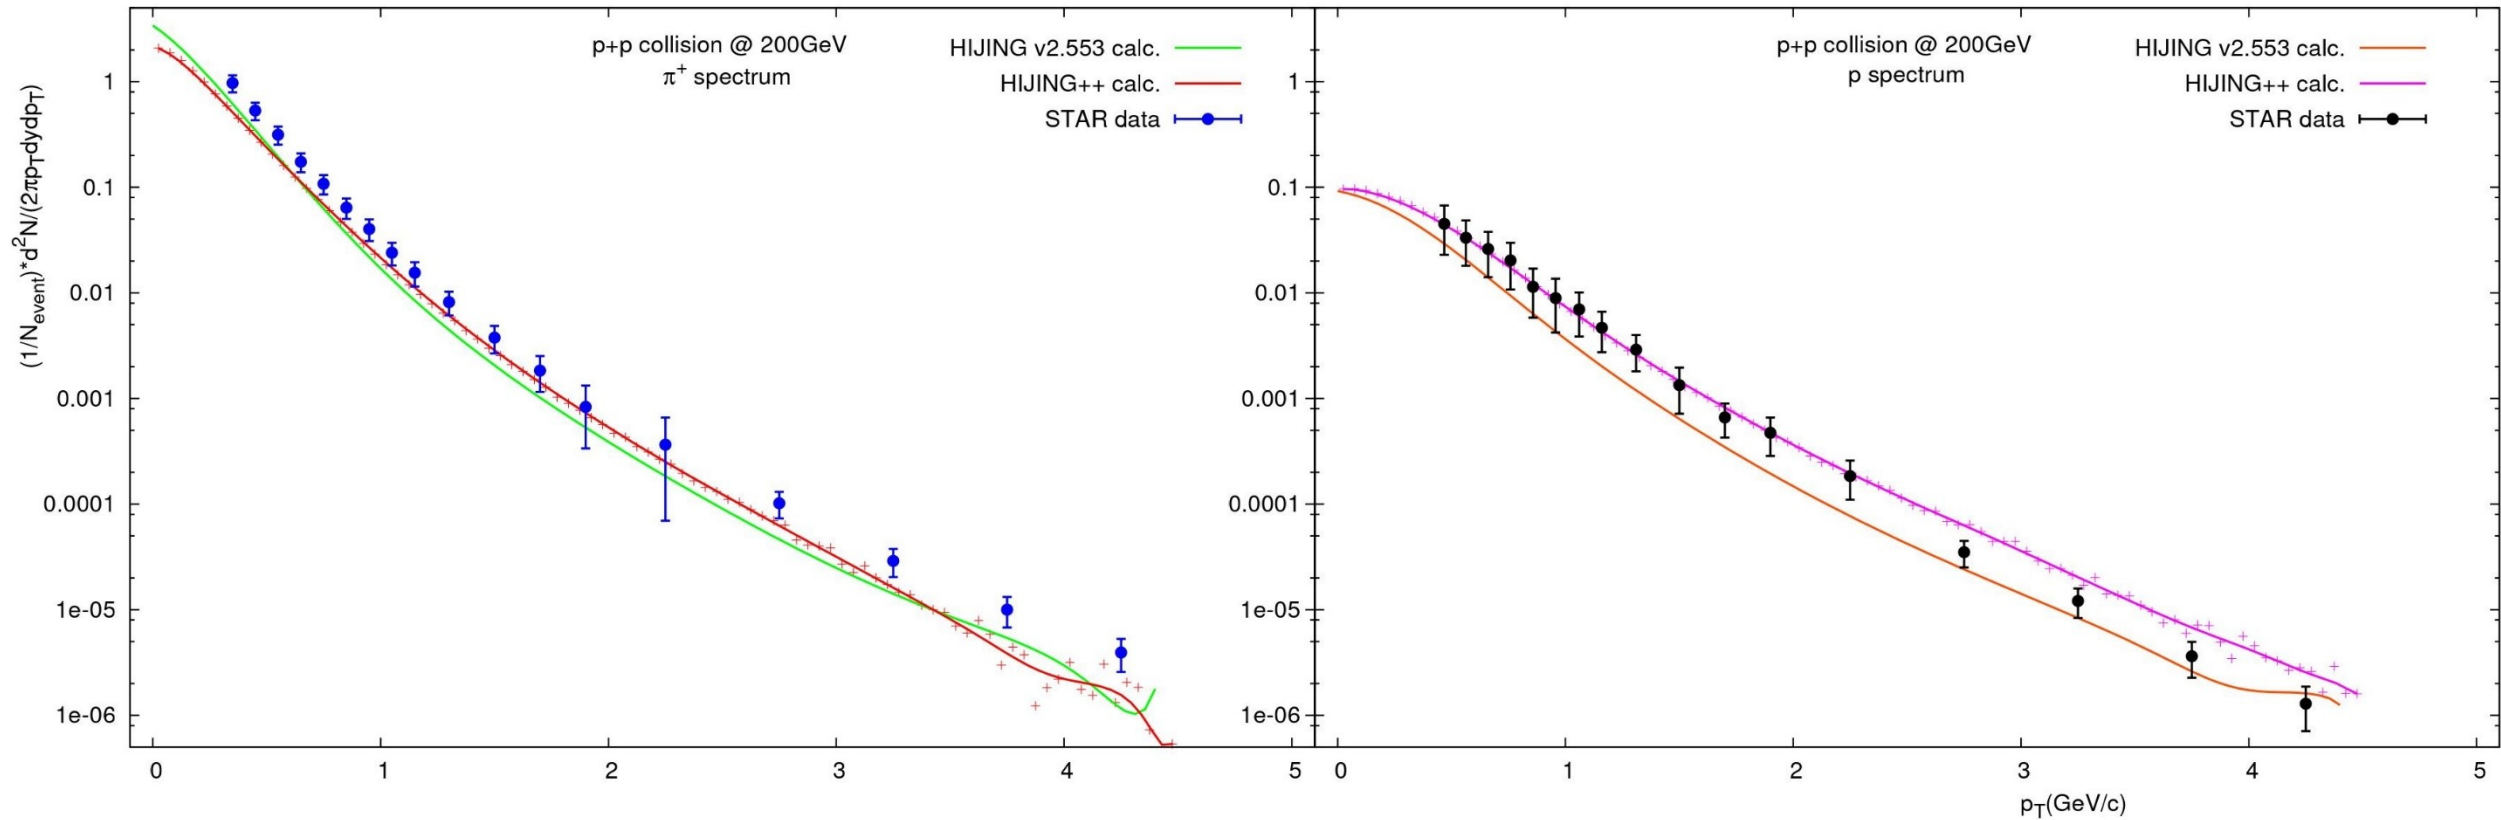 p+p collision @ 200GeV
π⁺ spectrum
HIJING v2.553 calc.
HIJING++ calc.
STAR data
(1/N_event)*d²N/(2πp_Tdydp_T)
1
0.1
0.01
0.001
0.0001
1e-05
1e-06
0 1 2 3 4 5
p+p collision @ 200GeV
p spectrum
HIJING v2.553 calc.
HIJING++ calc.
STAR data
1
0.1
0.01
0.001
0.0001
1e-05
1e-06
0 1 2 3 4 5
p_T(GeV/c)